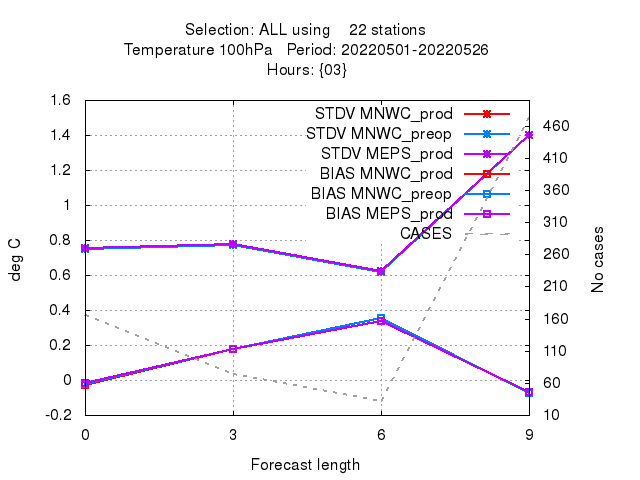 Selection: ALL using    22 stations
Temperature 100hPa   Period: 20220501-20220526
Hours: {03}
STDV MNWC_prod
STDV MNWC_preop
STDV MEPS_prod
BIAS MNWC_prod
BIAS MNWC_preop
BIAS MEPS_prod
CASES
1.6
1.4
1.2
1
0.8
0.6
0.4
0.2
0
-0.2
deg C
460
410
360
310
260
210
160
110
60
10
No cases
0 3 6 9
Forecast length